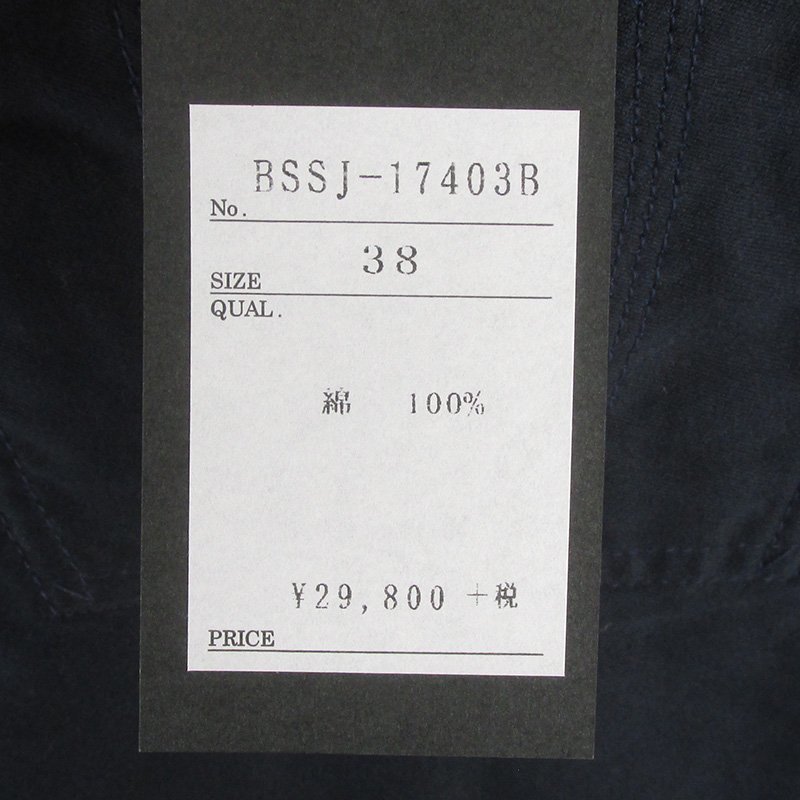 BSSJ-17403B
No.
38
SIZE
QUAL.
綿 100%
¥29,800 +税
PRICE